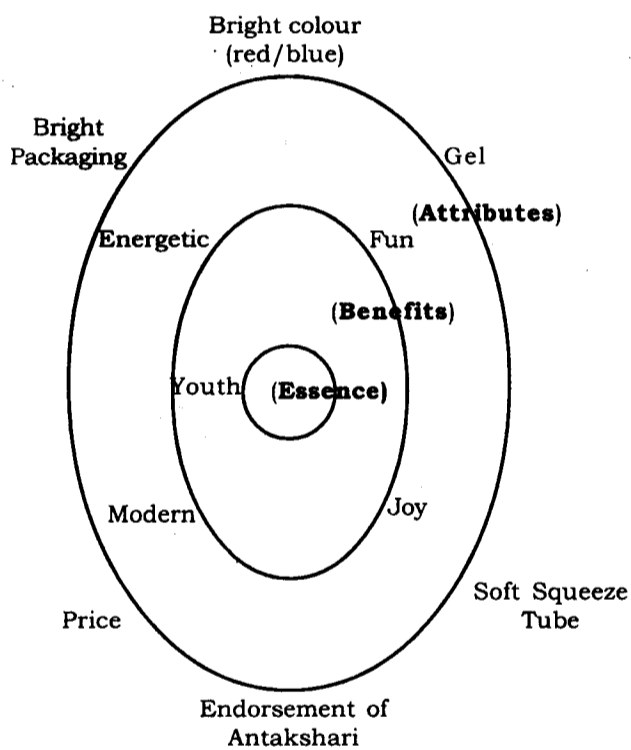 Bright colour
(red/blue)
Bright
Packaging
Gel
(Attributes)
Energetic
Fun
(Benefits)
Youth
(Essence)
Modern
Joy
Soft Squeeze
Tube
Price
Endorsement of
Antakshari